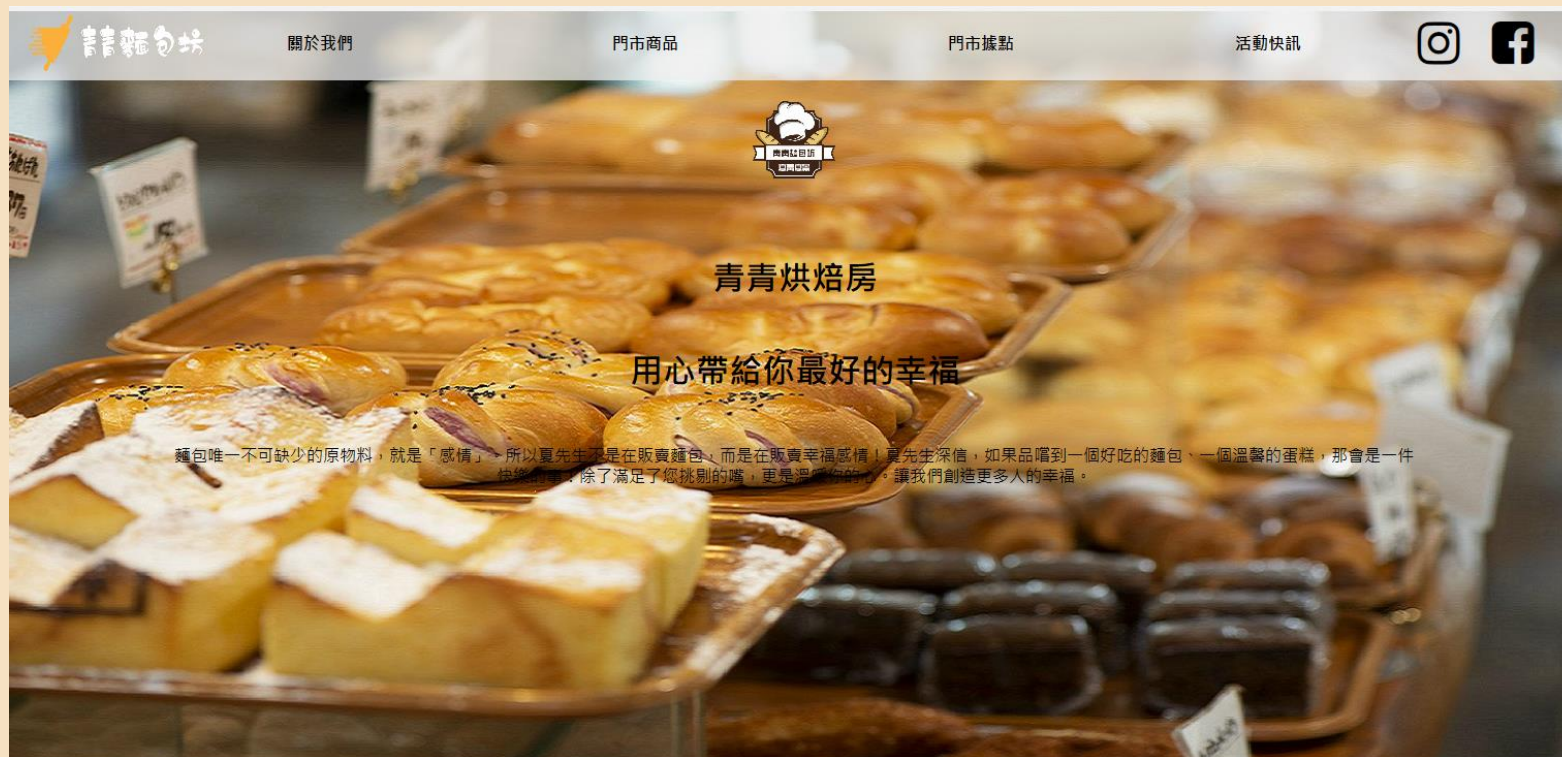 青青麵包坊
關於我們
門市商品
門市據點
活動快訊
青青麵包坊
青青烘焙房
用心帶給你最好的幸福
麵包唯一不可缺少的原物料，就是「感情」。所以夏先生不是在販賣麵包，而是在販賣幸福感情！夏先生深信，如果品嚐到一個好吃的麵包、一個溫馨的蛋糕，那會是一件
快樂的事！除了滿足了您挑剔的嘴，更是溫暖你的心。讓我們創造更多人的幸福。